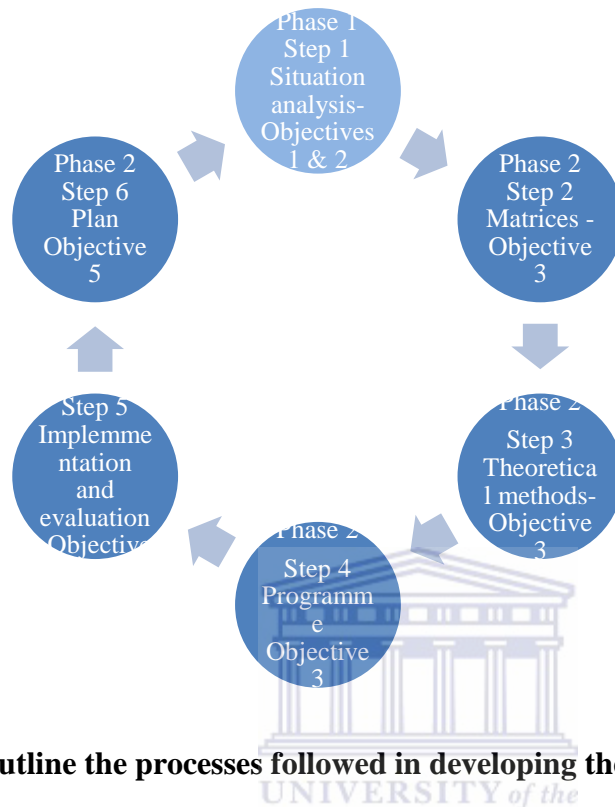 Phase 1
Step 1
Situation
analysis-
Objectives
1 & 2
Phase 2
Step 2
Matrices -
Objective
3
Phase 2
Step 3
Theoretica
l methods-
Objective
3
Phase 2
Step 4
Programm
e
Objective
3
Step 5
Implemme
ntation
and
evaluation
Objective
Phase 2
Step 6
Plan
Objective
5
utline the processes followed in developing the
UNIVERSITY of the